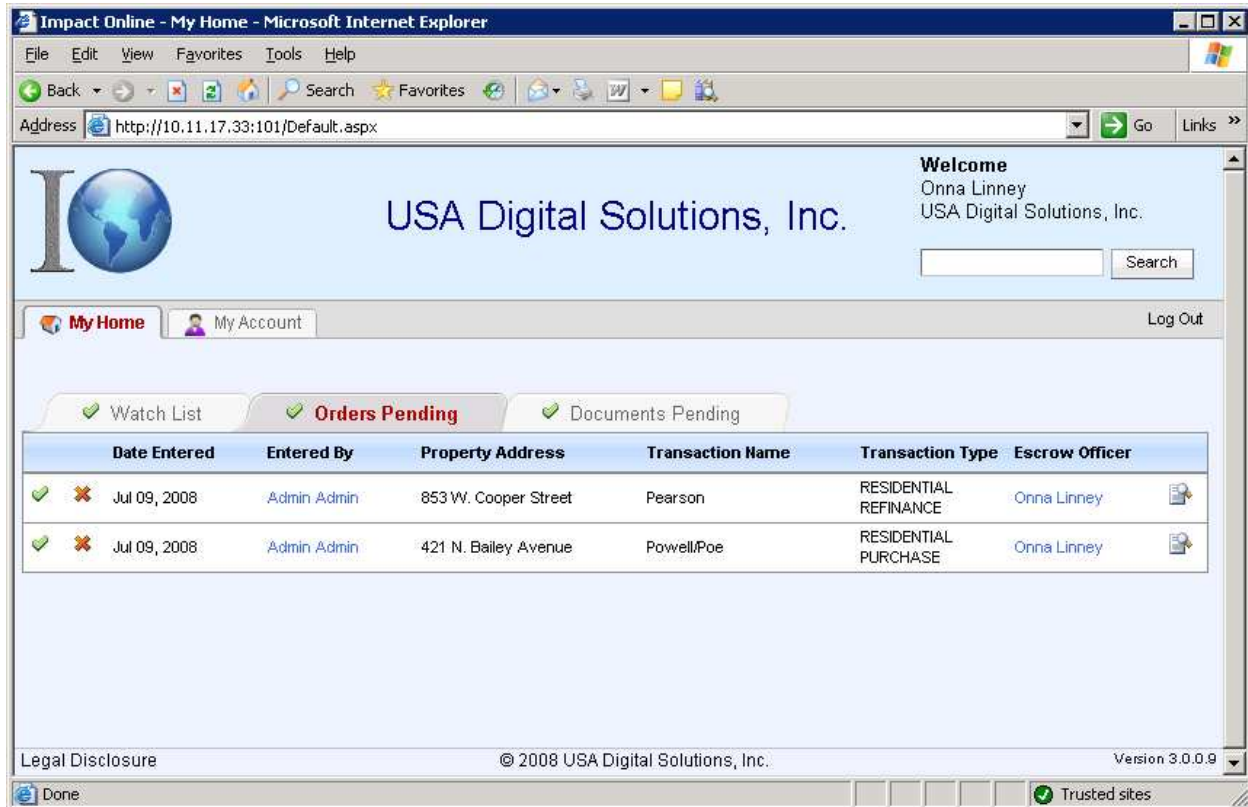 Impact Online - My Home - Microsoft Internet Explorer
File Edit View Favorites Tools Help
Back Search Favorites
Address http://10.11.17.33:101/Default.aspx Go Links »
IO
USA Digital Solutions, Inc.
Welcome
Onna Linney
USA Digital Solutions, Inc.
Search
My Home My Account Log Out
Watch List Orders Pending Documents Pending
Date Entered Entered By Property Address Transaction Name Transaction Type Escrow Officer
Jul 09, 2008 Admin Admin 853 W. Cooper Street Pearson RESIDENTIAL REFINANCE Onna Linney
Jul 09, 2008 Admin Admin 421 N. Bailey Avenue Powell/Poe RESIDENTIAL PURCHASE Onna Linney
Legal Disclosure © 2008 USA Digital Solutions, Inc. Version 3.0.0.9
Done Trusted sites